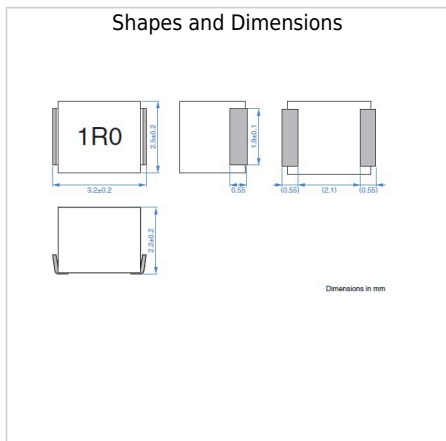 Shapes and Dimensions
1R0
2.5±0.2
1.9±0.1
3.2±0.2
0.55
(0.55)
(2.1)
(0.55)
2.2±0.2
Dimensions in mm